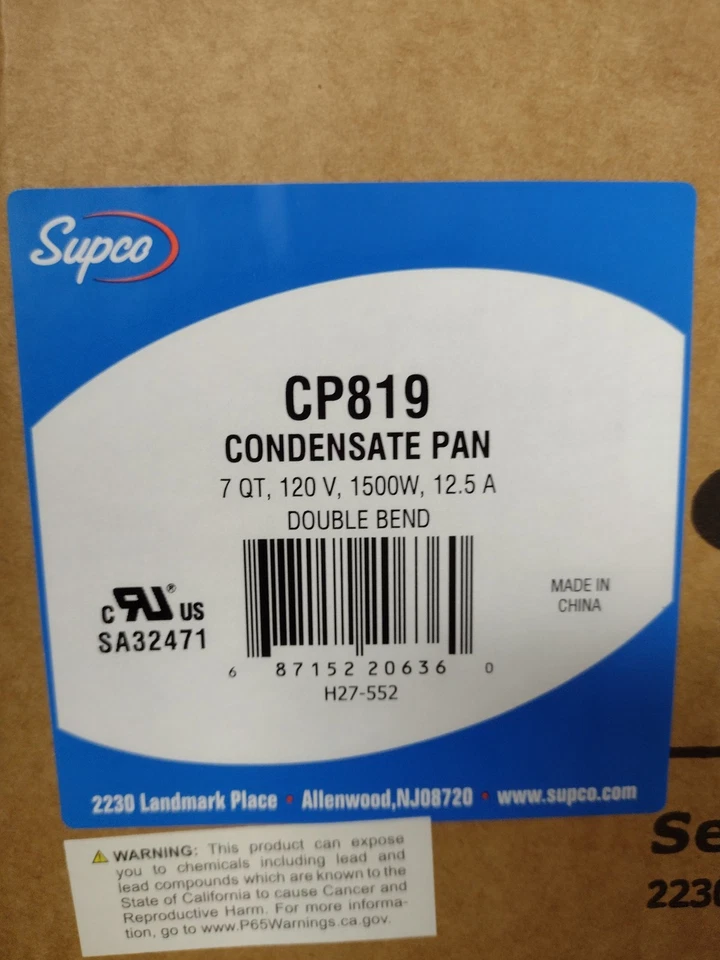 Supco
CP819
CONDENSATE PAN
7 QT, 120 V, 1500W, 12.5 A
DOUBLE BEND
MADE IN
CHINA
C RU® US
SA32471
6 87152 20636 0
H27-552
2230 Landmark Place • Allenwood,NJ08720 • www.supco.com
WARNING: This product can expose
you to chemicals including lead and
lead compounds which are known to the
State of California to cause Cancer and
Reproductive Harm. For more informa-
tion, go to www.P65Warnings.ca.gov.
Se
223